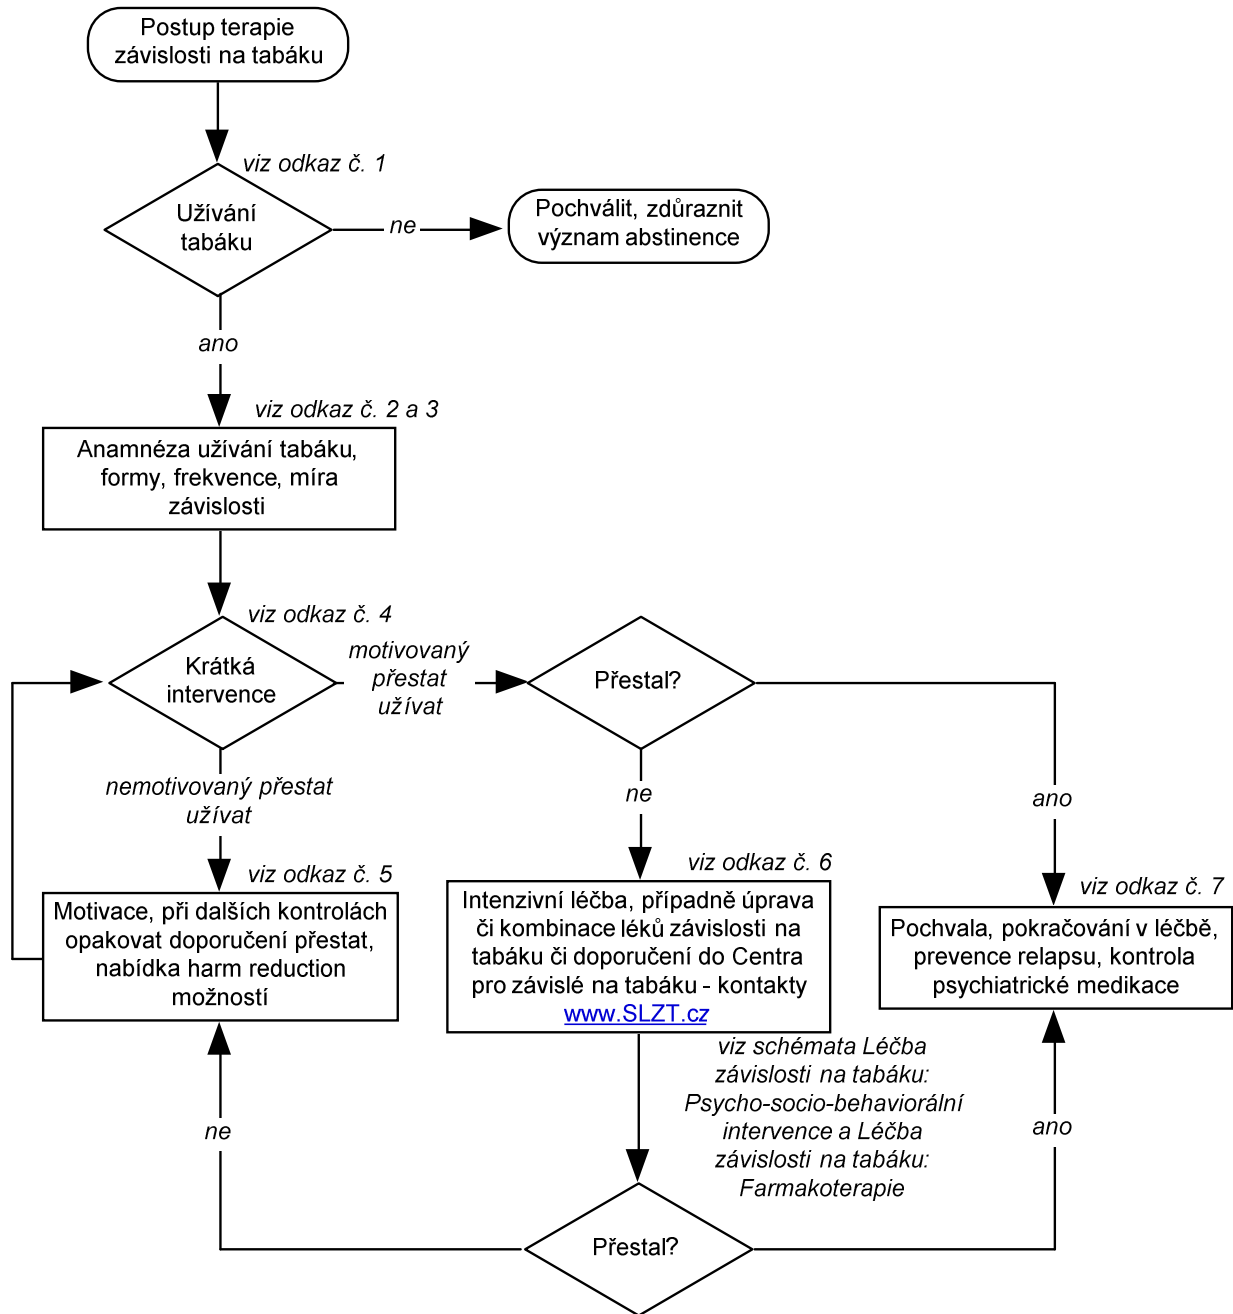 Postup terapie
závislosti na tabáku
viz odkaz č. 1
Užívání
tabáku
ne
Pochválit, zdůraznit
význam abstinence
ano
viz odkaz č. 2 a 3
Anamnéza užívání tabáku,
formy, frekvence, míra
závislosti
viz odkaz č. 4
Krátká
intervence
motivovaný
přestat
užívat
Přestal?
nemotivovaný přestat
užívat
ne
ano
viz odkaz č. 5
Motivace, při dalších kontrolách
opakovat doporučení přestat,
nabídka harm reduction
možností
viz odkaz č. 6
Intenzivní léčba, případně úprava
či kombinace léků závislosti na
tabáku či doporučení do Centra
pro závislé na tabáku - kontakty
www.SLZT.cz
viz odkaz č. 7
Pochvala, pokračování v léčbě,
prevence relapsu, kontrola
psychiatrické medikace
viz schémata Léčba
závislosti na tabáku:
Psycho-socio-behaviorální
intervence a Léčba
závislosti na tabáku:
Farmakoterapie
ne
ano
Přestal?